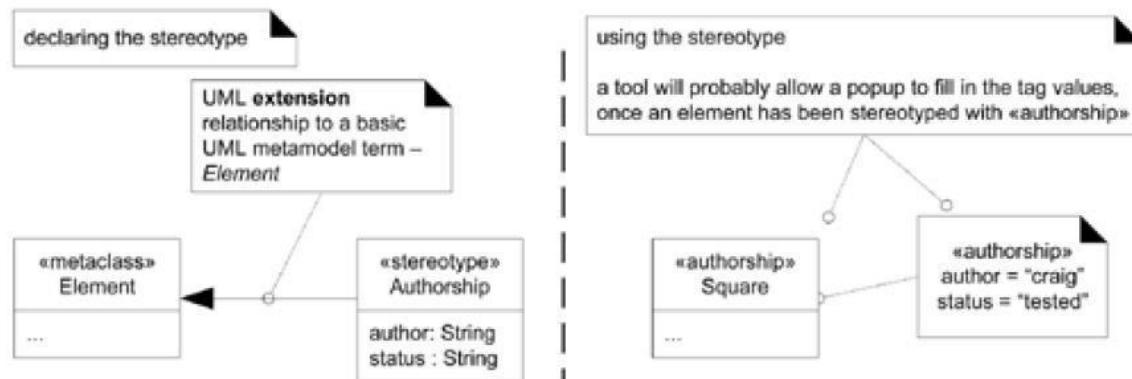 declaring the stereotype
UML extension
relationship to a basic
UML metamodel term –
Element
«metaclass»
Element
...
«stereotype»
Authorship
author: String
status : String
using the stereotype
a tool will probably allow a popup to fill in the tag values,
once an element has been stereotyped with «authorship»
«authorship»
Square
...
«authorship»
author = “craig”
status = “tested”